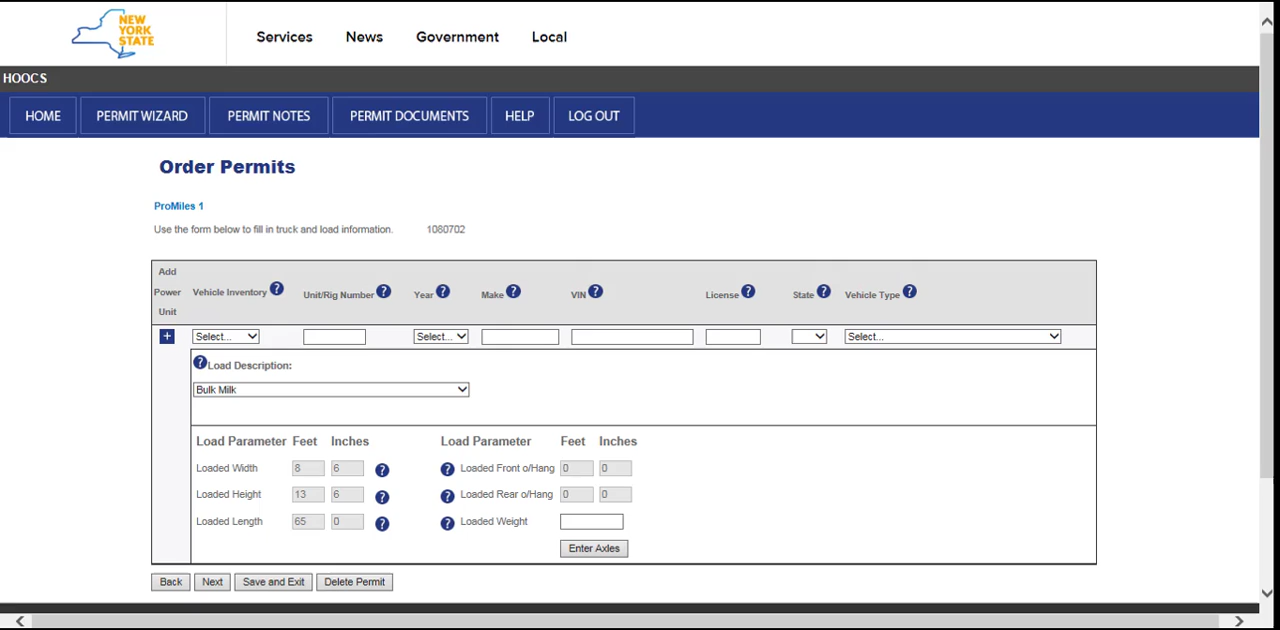 NEW
YORK
STATE
Services News Government Local
HOOCS
HOME PERMIT WIZARD PERMIT NOTES PERMIT DOCUMENTS HELP LOG OUT
Order Permits
ProMiles 1
Use the form below to fill in truck and load information. 1080702
Add
Power
Unit
Vehicle Inventory ? Unit/Rig Number ? Year ? Make ? VIN ? License ? State ? Vehicle Type ?
+ Select... Select... Select...
? Load Description:
Bulk Milk
Load Parameter Feet Inches Load Parameter Feet Inches
Loaded Width 8 6 ? ? Loaded Front o/Hang 0 0
Loaded Height 13 6 ? ? Loaded Rear o/Hang 0 0
Loaded Length 65 0 ? ? Loaded Weight
Enter Axles
Back Next Save and Exit Delete Permit